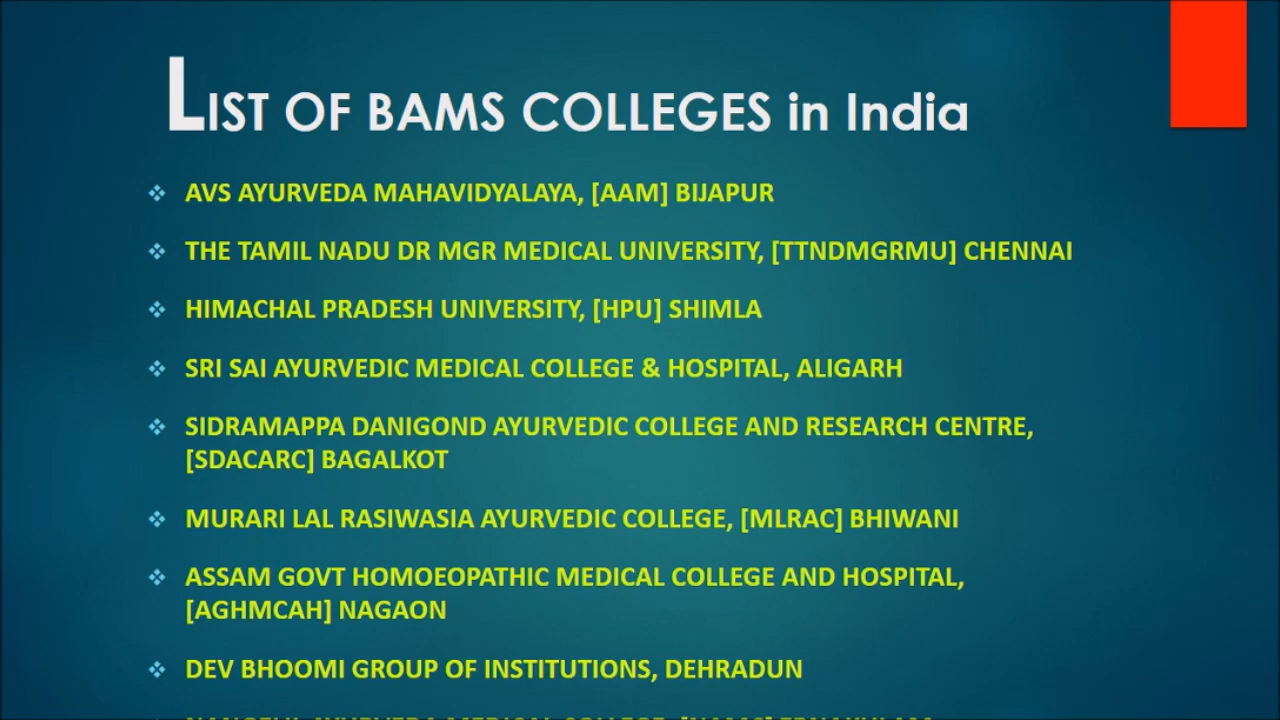 LIST OF BAMS COLLEGES in India
❖ AVS AYURVEDA MAHAVIDYALAYA, [AAM] BIJAPUR
❖ THE TAMIL NADU DR MGR MEDICAL UNIVERSITY, [TTNDMGRMU] CHENNAI
❖ HIMACHAL PRADESH UNIVERSITY, [HPU] SHIMLA
❖ SRI SAI AYURVEDIC MEDICAL COLLEGE & HOSPITAL, ALIGARH
❖ SIDRAMAPPA DANIGOND AYURVEDIC COLLEGE AND RESEARCH CENTRE,
[SDACARC] BAGALKOT
❖ MURARI LAL RASIWASIA AYURVEDIC COLLEGE, [MLRAC] BHIWANI
❖ ASSAM GOVT HOMOEOPATHIC MEDICAL COLLEGE AND HOSPITAL,
[AGHMCAH] NAGAON
❖ DEV BHOOMI GROUP OF INSTITUTIONS, DEHRADUN